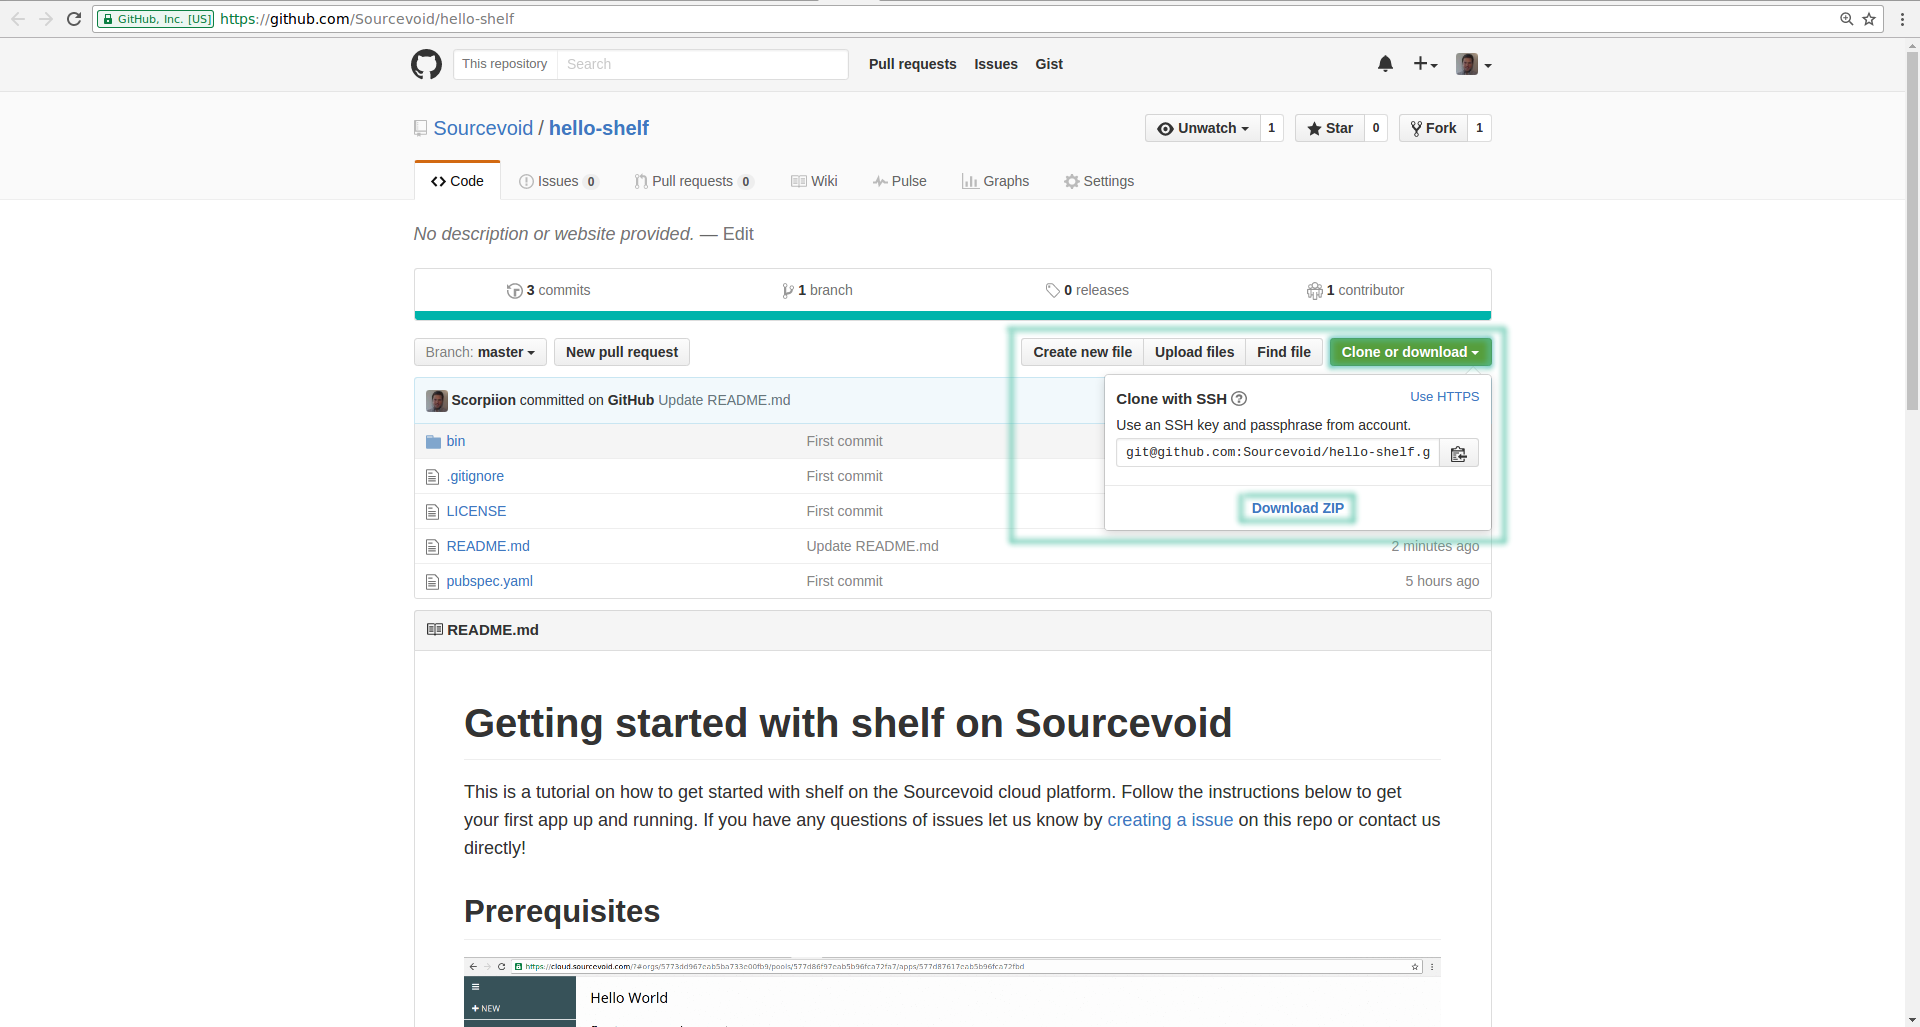 GitHub, Inc. [US] https://github.com/Sourcevoid/hello-shelf
This repository Search Pull requests Issues Gist
Sourcevoid / hello-shelf Unwatch 1 Star 0 Fork 1
Code Issues 0 Pull requests 0 Wiki Pulse Graphs Settings
No description or website provided. — Edit
3 commits 1 branch 0 releases 1 contributor
Branch: master New pull request Create new file Upload files Find file Clone or download
Scorpiion committed on GitHub Update README.md
Clone with SSH Use HTTPS
Use an SSH key and passphrase from account.
git@github.com:Sourcevoid/hello-shelf.g
Download ZIP
bin First commit
.gitignore First commit
LICENSE First commit
README.md Update README.md 2 minutes ago
pubspec.yaml First commit 5 hours ago
README.md
Getting started with shelf on Sourcevoid
This is a tutorial on how to get started with shelf on the Sourcevoid cloud platform. Follow the instructions below to get
your first app up and running. If you have any questions of issues let us know by creating a issue on this repo or contact us
directly!
Prerequisites
Hello World
NEW